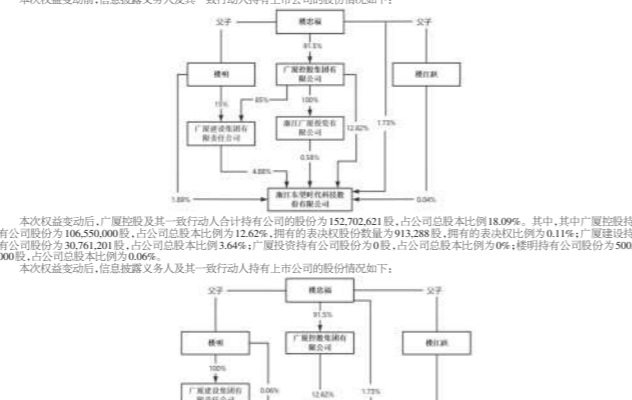 本次权益变动前,信息披露义务人及其一致行动人持有上市公司的股份情况如下:
父子
楼忠福
父子
91.5%
楼明
广厦控股集团有
限公司
楼江跃
15%
85%
100%
广厦建设集团有
限责任公司
浙江广厦投资有
限公司
12.62%
1.73%
0.58%
4.88%
浙江东望时代科技股
份有限公司
0.04%
本次权益变动后,广厦控股及其一致行动人合计持有公司的股份为152,702,621股,占公司总股本比例18.09%。其中,其中广厦控股持
有公司股份为106,550,000股,占公司总股本比例为12.62%,拥有的表决权股份数量为913,288股,拥有的表决权比例为0.11%;广厦建设持
有公司股份为30,761,201股,占公司总股本比例3.64%;广厦投资持有公司股份为0股,占公司总股本比例为0%;楼明持有公司股份为500,
000股,占公司总股本比例为0.06%。
本次权益变动后,信息披露义务人及其一致行动人持有上市公司的股份情况如下:
父子
楼忠福
父子
91.5%
楼明
广厦控股集团有
限公司
楼江跃
100%
广厦建设集团有
0.06%
12.62%
1.73%